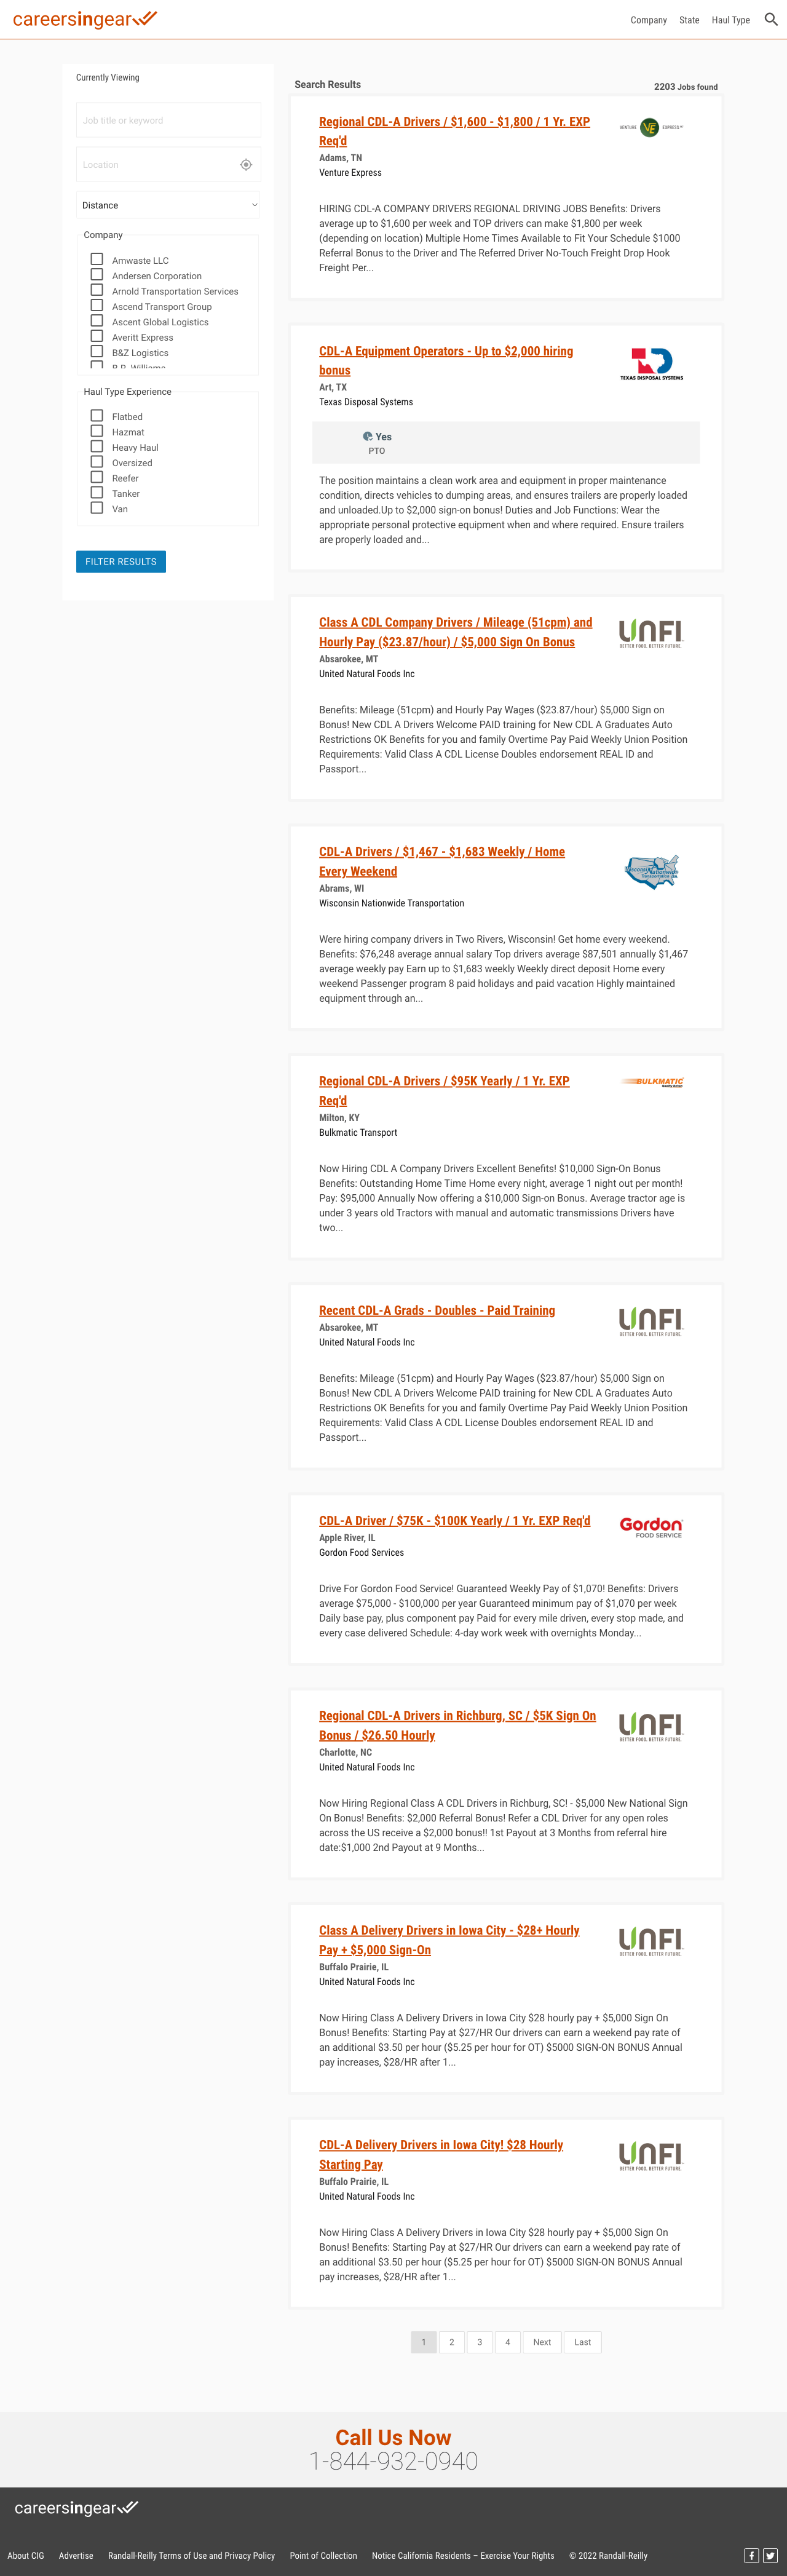 careersingear
Company State Haul Type
Currently Viewing
Job title or keyword
Location
Distance
Company
Amwaste LLC
Andersen Corporation
Arnold Transportation Services
Ascend Transport Group
Ascent Global Logistics
Averitt Express
B&Z Logistics
Haul Type Experience
Flatbed
Hazmat
Heavy Haul
Oversized
Reefer
Tanker
Van
FILTER RESULTS
Search Results
2203 Jobs found
Regional CDL-A Drivers / $1,600 - $1,800 / 1 Yr. EXP
Req'd
VENTURE VE EXPRESS
Adams, TN
Venture Express
HIRING CDL-A COMPANY DRIVERS REGIONAL DRIVING JOBS Benefits: Drivers
average up to $1,600 per week and TOP drivers can make $1,800 per week
(depending on location) Multiple Home Times Available to Fit Your Schedule $1000
Referral Bonus to the Driver and The Referred Driver No-Touch Freight Drop Hook
Freight Per...
CDL-A Equipment Operators - Up to $2,000 hiring
bonus
TEXAS DISPOSAL SYSTEMS
Art, TX
Texas Disposal Systems
Yes
PTO
The position maintains a clean work area and equipment in proper maintenance
condition, directs vehicles to dumping areas, and ensures trailers are properly loaded
and unloaded.Up to $2,000 sign-on bonus! Duties and Job Functions: Wear the
appropriate personal protective equipment when and where required. Ensure trailers
are properly loaded and...
Class A CDL Company Drivers / Mileage (51cpm) and
Hourly Pay ($23.87/hour) / $5,000 Sign On Bonus
UNFI
BETTER FOOD. BETTER FUTURE.
Absarokee, MT
United Natural Foods Inc
Benefits: Mileage (51cpm) and Hourly Pay Wages ($23.87/hour) $5,000 Sign on
Bonus! New CDL A Drivers Welcome PAID training for New CDL A Graduates Auto
Restrictions OK Benefits for you and family Overtime Pay Paid Weekly Union Position
Requirements: Valid Class A CDL License Doubles endorsement REAL ID and
Passport...
CDL-A Drivers / $1,467 - $1,683 Weekly / Home
Every Weekend
Abrams, WI
Wisconsin Nationwide Transportation
Were hiring company drivers in Two Rivers, Wisconsin! Get home every weekend.
Benefits: $76,248 average annual salary Top drivers average $87,501 annually $1,467
average weekly pay Earn up to $1,683 weekly Weekly direct deposit Home every
weekend Passenger program 8 paid holidays and paid vacation Highly maintained
equipment through an...
Regional CDL-A Drivers / $95K Yearly / 1 Yr. EXP
Req'd
BULKMATIC
Milton, KY
Bulkmatic Transport
Now Hiring CDL A Company Drivers Excellent Benefits! $10,000 Sign-On Bonus
Benefits: Outstanding Home Time Home every night, average 1 night out per month!
Pay: $95,000 Annually Now offering a $10,000 Sign-on Bonus. Average tractor age is
under 3 years old Tractors with manual and automatic transmissions Drivers have
two...
Recent CDL-A Grads - Doubles - Paid Training
UNFI
BETTER FOOD. BETTER FUTURE.
Absarokee, MT
United Natural Foods Inc
Benefits: Mileage (51cpm) and Hourly Pay Wages ($23.87/hour) $5,000 Sign on
Bonus! New CDL A Drivers Welcome PAID training for New CDL A Graduates Auto
Restrictions OK Benefits for you and family Overtime Pay Paid Weekly Union Position
Requirements: Valid Class A CDL License Doubles endorsement REAL ID and
Passport...
CDL-A Driver / $75K - $100K Yearly / 1 Yr. EXP Req'd
Gordon
FOOD SERVICE
Apple River, IL
Gordon Food Services
Drive For Gordon Food Service! Guaranteed Weekly Pay of $1,070! Benefits: Drivers
average $75,000 - $100,000 per year Guaranteed minimum pay of $1,070 per week
Daily base pay, plus component pay Paid for every mile driven, every stop made, and
every case delivered Schedule: 4-day work week with overnights Monday...
Regional CDL-A Drivers in Richburg, SC / $5K Sign On
Bonus / $26.50 Hourly
UNFI
BETTER FOOD. BETTER FUTURE.
Charlotte, NC
United Natural Foods Inc
Now Hiring Regional Class A CDL Drivers in Richburg, SC! - $5,000 New National Sign
On Bonus! Benefits: $2,000 Referral Bonus! Refer a CDL Driver for any open roles
across the US receive a $2,000 bonus!! 1st Payout at 3 Months from referral hire
date:$1,000 2nd Payout at 9 Months...
Class A Delivery Drivers in Iowa City - $28+ Hourly
Pay + $5,000 Sign-On
UNFI
BETTER FOOD. BETTER FUTURE.
Buffalo Prairie, IL
United Natural Foods Inc
Now Hiring Class A Delivery Drivers in Iowa City $28 hourly pay + $5,000 Sign On
Bonus! Benefits: Starting Pay at $27/HR Our drivers can earn a weekend pay rate of
an additional $3.50 per hour ($5.25 per hour for OT) $5000 SIGN-ON BONUS Annual
pay increases, $28/HR after 1...
CDL-A Delivery Drivers in Iowa City! $28 Hourly
Starting Pay
UNFI
BETTER FOOD. BETTER FUTURE.
Buffalo Prairie, IL
United Natural Foods Inc
Now Hiring Class A Delivery Drivers in Iowa City $28 hourly pay + $5,000 Sign On
Bonus! Benefits: Starting Pay at $27/HR Our drivers can earn a weekend pay rate of
an additional $3.50 per hour ($5.25 per hour for OT) $5000 SIGN-ON BONUS Annual
pay increases, $28/HR after 1...
1 2 3 4 Next Last
Call Us Now
1-844-932-0940
careersingear
About CIG Advertise Randall-Reilly Terms of Use and Privacy Policy Point of Collection Notice California Residents – Exercise Your Rights © 2022 Randall-Reilly